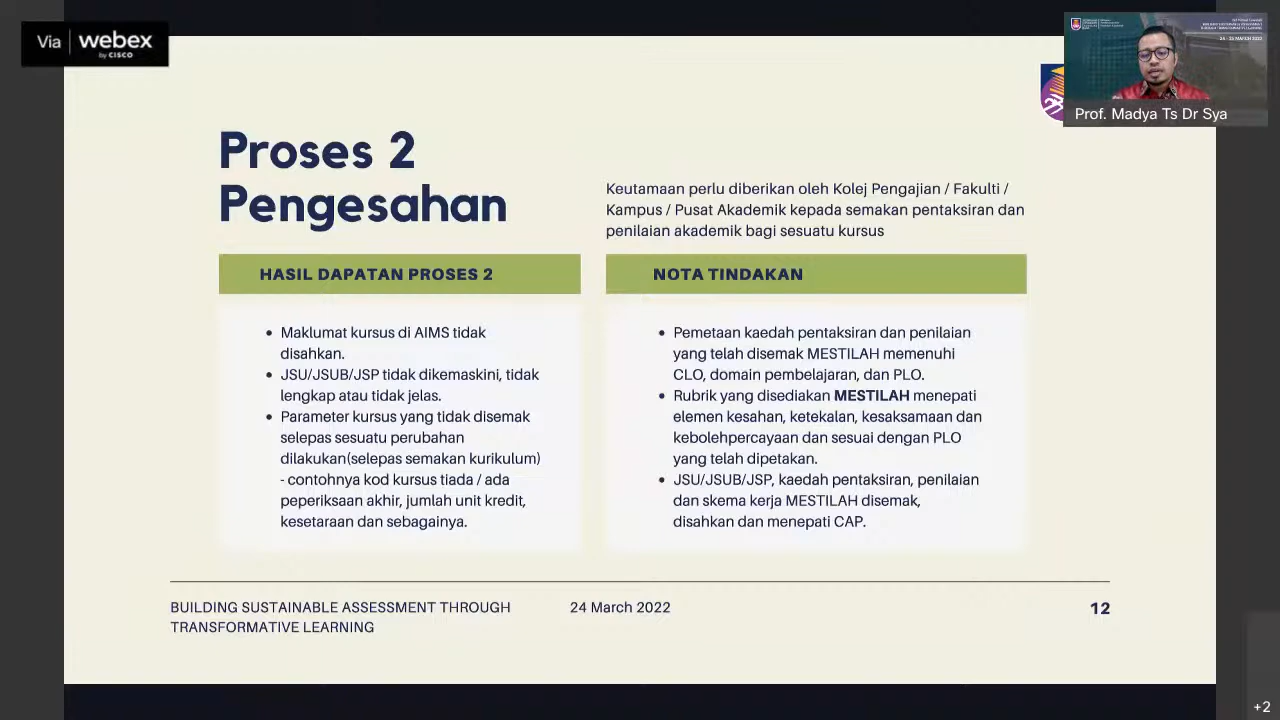 Via webex
by CISCO
Prof. Madya Ts Dr Sya
Proses 2
Pengesahan
Keutamaan perlu diberikan oleh Kolej Pengajian / Fakulti /
Kampus / Pusat Akademik kepada semakan pentaksiran dan
penilaian akademik bagi sesuatu kursus
HASIL DAPATAN PROSES 2
• Maklumat kursus di AIMS tidak
disahkan.
• JSU/JSUB/JSP tidak dikemaskini, tidak
lengkap atau tidak jelas.
• Parameter kursus yang tidak disemak
selepas sesuatu perubahan
dilakukan(selepas semakan kurikulum)
- contohnya kod kursus tiada / ada
peperiksaan akhir, jumlah unit kredit,
kesetaraan dan sebagainya.
NOTA TINDAKAN
• Pemetaan kaedah pentaksiran dan penilaian
yang telah disemak MESTILAH memenuhi
CLO, domain pembelajaran, dan PLO.
• Rubrik yang disediakan MESTILAH menepati
elemen kesahan, ketekalan, kesaksamaan dan
kebolehpercayaan dan sesuai dengan PLO
yang telah dipetakan.
• JSU/JSUB/JSP, kaedah pentaksiran, penilaian
dan skema kerja MESTILAH disemak,
disahkan dan menepati CAP.
BUILDING SUSTAINABLE ASSESSMENT THROUGH
TRANSFORMATIVE LEARNING
24 March 2022
12
+2